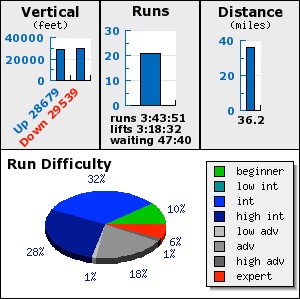 Vertical
(feet)
40000
20000
0
Up 28679
Down 29539
Runs
30
20
10
0
runs 3:43:51
lifts 3:18:32
waiting 47:40
Distance
(miles)
40
20
0
36.2
Run Difficulty
32%
10%
6%
1%
18%
1%
28%
beginner
low int
int
high int
low adv
adv
high adv
expert